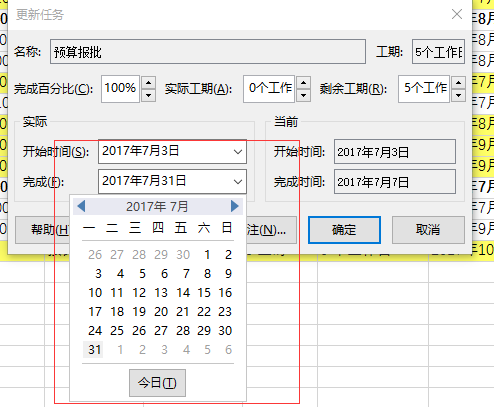 更新任务
名称: 预算报批 工期: 5个工作日
完成百分比(C): 100% 实际工期(A): 0个工作 剩余工期(R): 5个工作
实际 当前
开始时间(S): 2017年7月3日 开始时间: 2017年7月3日
完成(F): 2017年7月31日 完成时间: 2017年7月7日
2017年 7月
帮助(H) 注(N)... 确定 取消
一 二 三 四 五 六 日
26 27 28 29 30 1 2
3 4 5 6 7 8 9
10 11 12 13 14 15 16
17 18 19 20 21 22 23
24 25 26 27 28 29 30
31 1 2 3 4 5 6
今日(T)